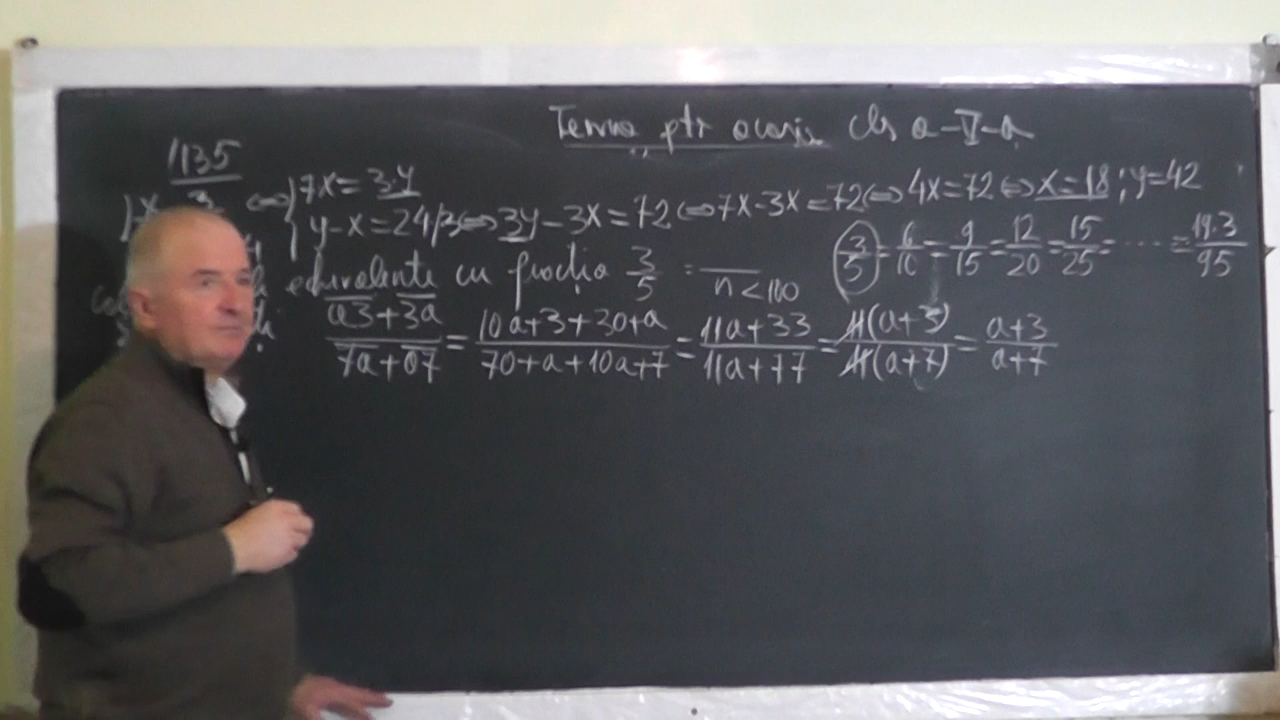 Tema ptr acasă cls a-V-a
1135
7x = 3·y
y-x=24/·3 ⇔ 3y-3x=72 ⇔ 7x-3x=72 ⇔ 4x=72 ⇔ x=18 ; y=42
echivalente cu fracția 3/5 = —/n<100 3/5 = 6/10 = 9/15 = 12/20 = 15/25 = ··· = 19·3/95
(a3+3a)/(7a+a7) = (10a+3+30+a)/(70+a+10a+7) = (11a+33)/(11a+77) = 11(a+3)/11(a+7) = (a+3)/(a+7)